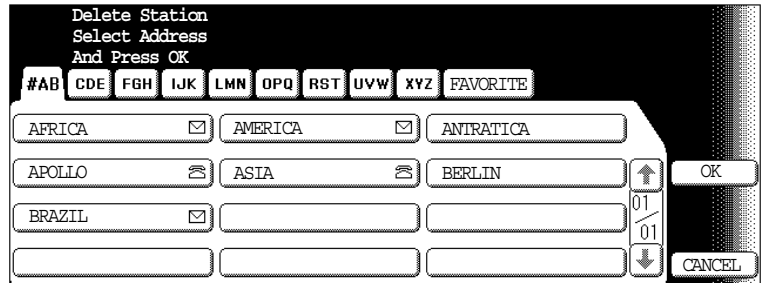 Delete Station
Select Address
And Press OK
#AB CDE FGH IJK LMN OPQ RST UVW XYZ FAVORITE
AFRICA AMERICA ANTRATICA
APOLLO ASIA BERLIN OK
BRAZIL 01
01
CANCEL